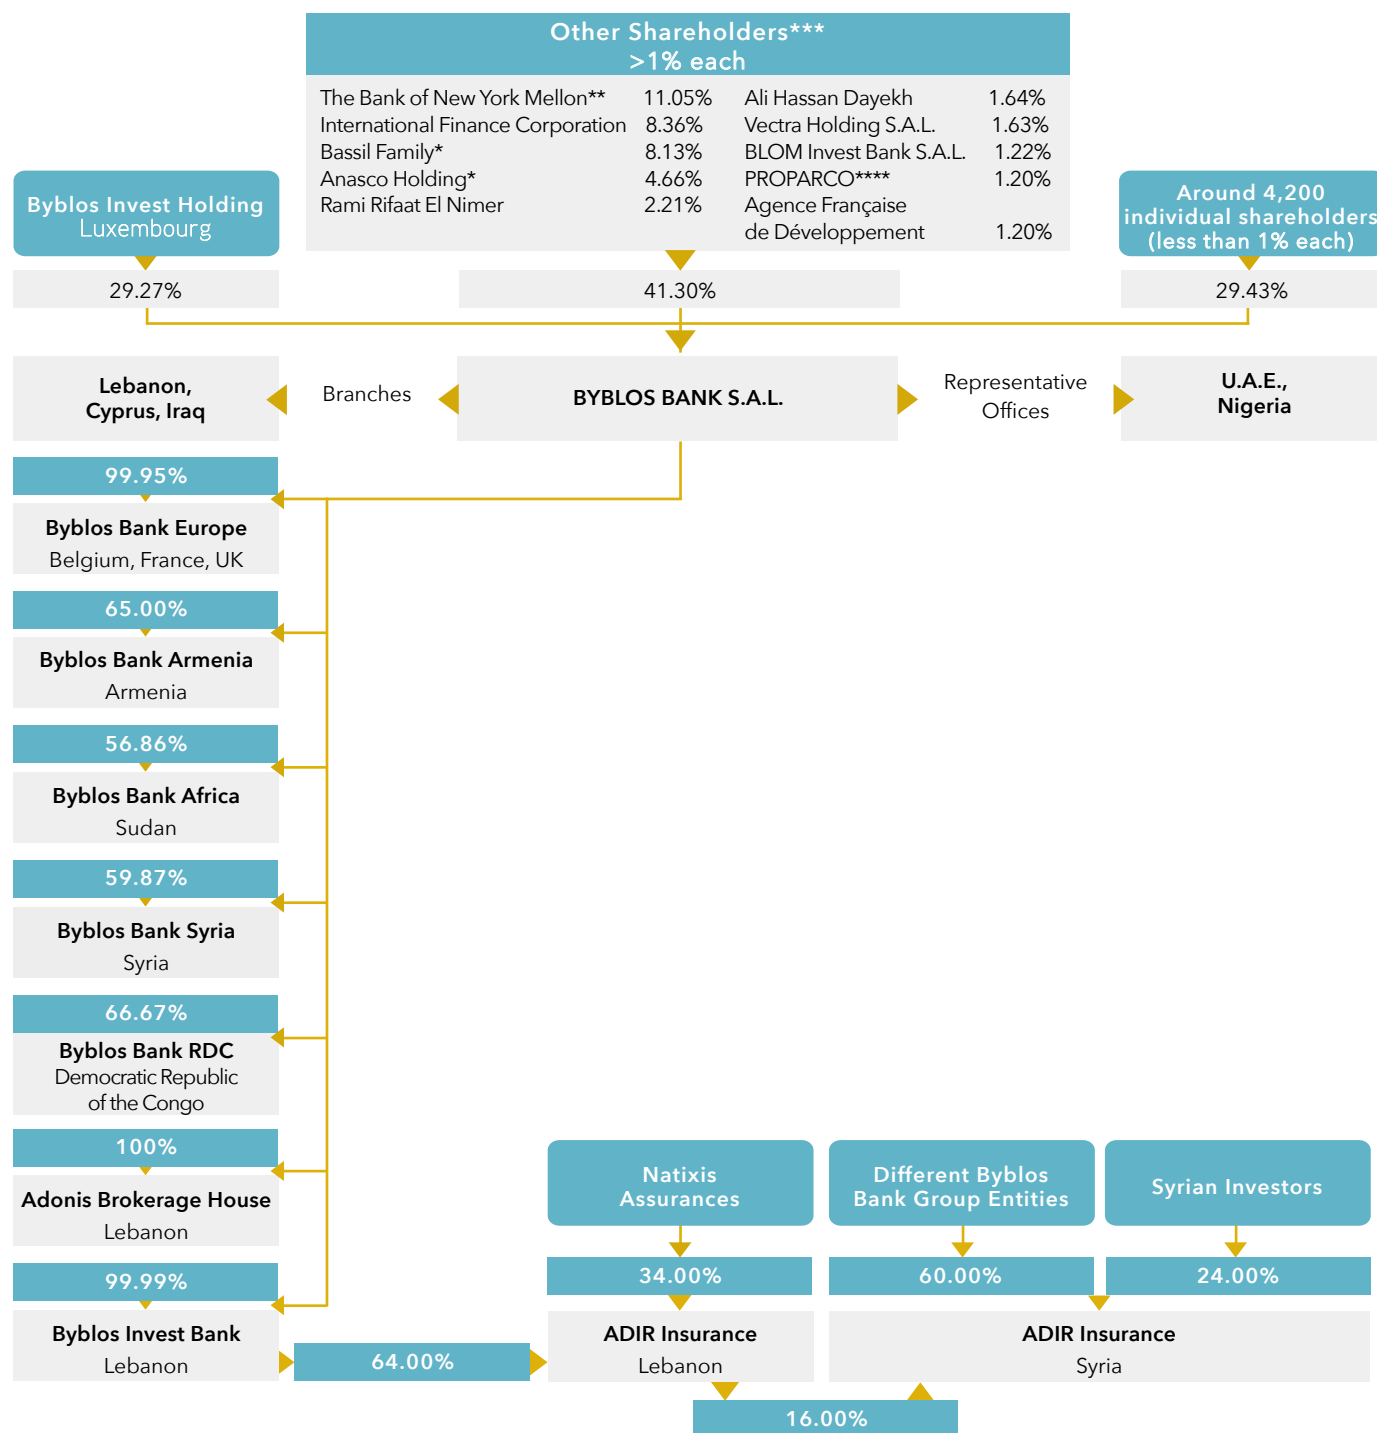 Other Shareholders***
>1% each
The Bank of New York Mellon** 11.05%
International Finance Corporation 8.36%
Bassil Family* 8.13%
Anasco Holding* 4.66%
Rami Rifaat El Nimer 2.21%
Ali Hassan Dayekh 1.64%
Vectra Holding S.A.L. 1.63%
BLOM Invest Bank S.A.L. 1.22%
PROPARCO**** 1.20%
Agence Française
de Développement 1.20%
Byblos Invest Holding
Luxembourg
Around 4,200
individual shareholders
(less than 1% each)
29.27%
41.30%
29.43%
Lebanon,
Cyprus, Iraq
Branches
BYBLOS BANK S.A.L.
Representative
Offices
U.A.E.,
Nigeria
99.95%
Byblos Bank Europe
Belgium, France, UK
65.00%
Byblos Bank Armenia
Armenia
56.86%
Byblos Bank Africa
Sudan
59.87%
Byblos Bank Syria
Syria
66.67%
Byblos Bank RDC
Democratic Republic
of the Congo
100%
Adonis Brokerage House
Lebanon
99.99%
Byblos Invest Bank
Lebanon
64.00%
Natixis
Assurances
34.00%
ADIR Insurance
Lebanon
Different Byblos
Bank Group Entities
60.00%
Syrian Investors
24.00%
ADIR Insurance
Syria
16.00%